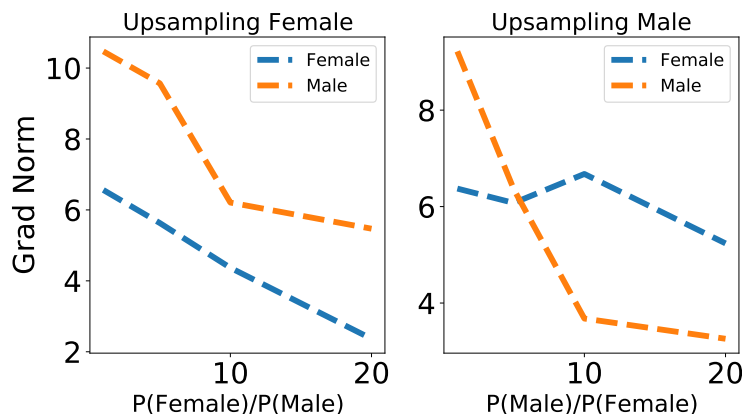 Upsampling Female
Grad Norm
10
8
6
4
2
Female
Male
10
20
P(Female)/P(Male)
Upsampling Male
8
6
4
Female
Male
10
20
P(Male)/P(Female)